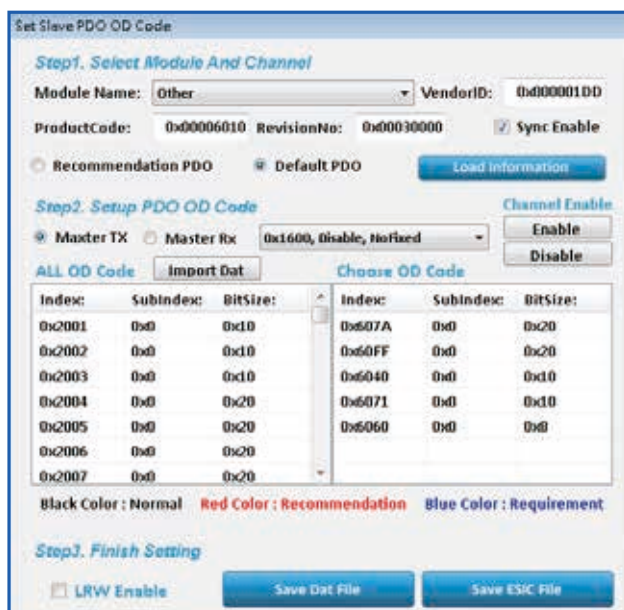 Set Slave PDO OD Code
Step1. Select Module And Channel
Module Name: Other VendorID: 0x000001DD
ProductCode: 0x00006010 RevisionNo: 0x00030000 Sync Enable
Recommendation PDO Default PDO Load Information
Step2. Setup PDO OD Code Channel Enable
Maxter TX Master Rx 0x1600, Disable, NoFixed Enable
Disable
ALL OD Code Import Dat Choose OD Code
Index: SubIndex: BitSize: Index: SubIndex: BitSize:
0x2001 0x0 0x10 0x607A 0x0 0x20
0x2002 0x0 0x10 0x60FF 0x0 0x20
0x2003 0x0 0x10 0x6040 0x0 0x10
0x2004 0x0 0x20 0x6071 0x0 0x10
0x2005 0x0 0x20 0x6060 0x0 0x8
0x2006 0x0 0x20
0x2007 0x0 0x20
Black Color : Normal Red Color : Recommendation Blue Color : Requirement
Step3. Finish Setting
LRW Enable Save Dat File Save ESIC File